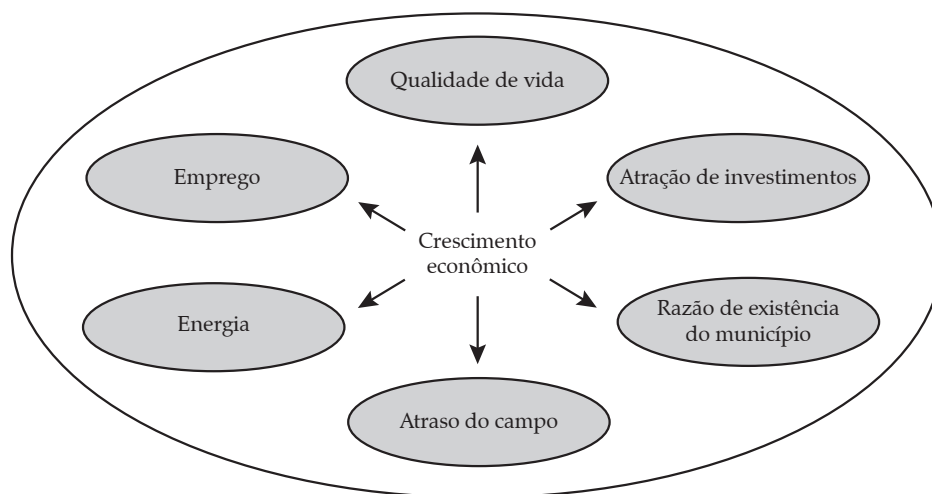 Qualidade de vida
Emprego
Atração de investimentos
Crescimento
econômico
Energia
Razão de existência
do município
Atraso do campo